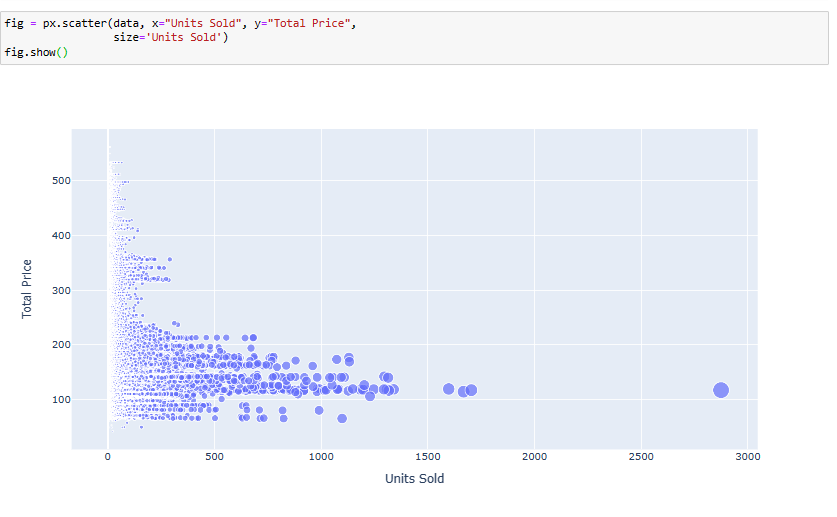 fig = px.scatter(data, x="Units Sold", y="Total Price",
size='Units Sold')
fig.show()
500
400
300
200
100
Total Price
0 500 1000 1500 2000 2500 3000
Units Sold